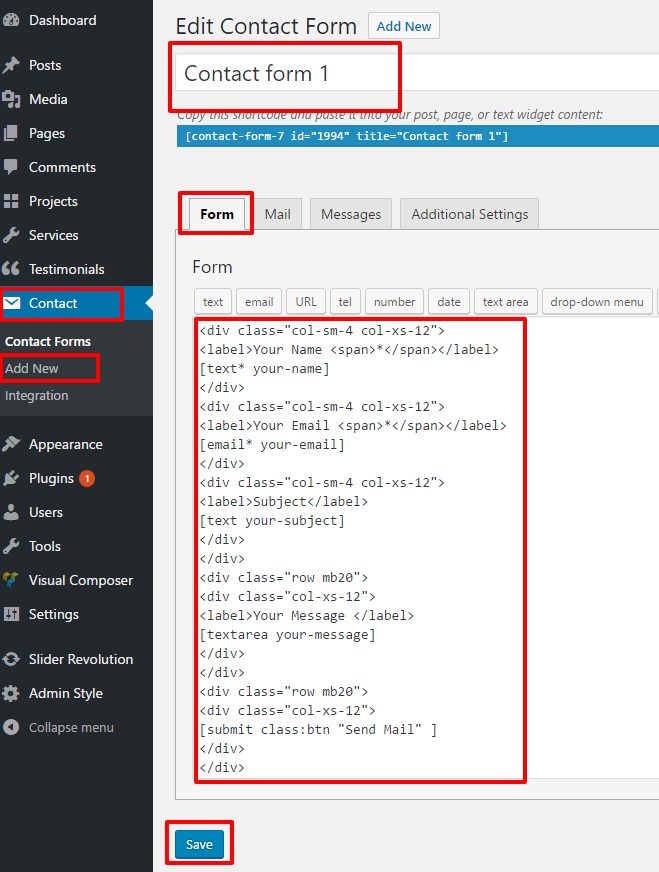 Dashboard
Posts
Media
Pages
Comments
Projects
Services
Testimonials
Contact
Contact Forms
Add New
Integration
Appearance
Plugins 1
Users
Tools
Visual Composer
Settings
Slider Revolution
Admin Style
Collapse menu
Edit Contact Form Add New
Contact form 1
Copy this shortcode and paste it into your post, page, or text widget content:
[contact-form-7 id="1994" title="Contact form 1"]
Form Mail Messages Additional Settings
Form
text email URL tel number date text area drop-down menu
<div class="col-sm-4 col-xs-12">
<label>Your Name <span>*</span></label>
[text* your-name]
</div>
<div class="col-sm-4 col-xs-12">
<label>Your Email <span>*</span></label>
[email* your-email]
</div>
<div class="col-sm-4 col-xs-12">
<label>Subject</label>
[text your-subject]
</div>
</div>
<div class="row mb20">
<div class="col-xs-12">
<label>Your Message </label>
[textarea your-message]
</div>
</div>
<div class="row mb20">
<div class="col-xs-12">
[submit class:btn "Send Mail" ]
</div>
</div>
Save